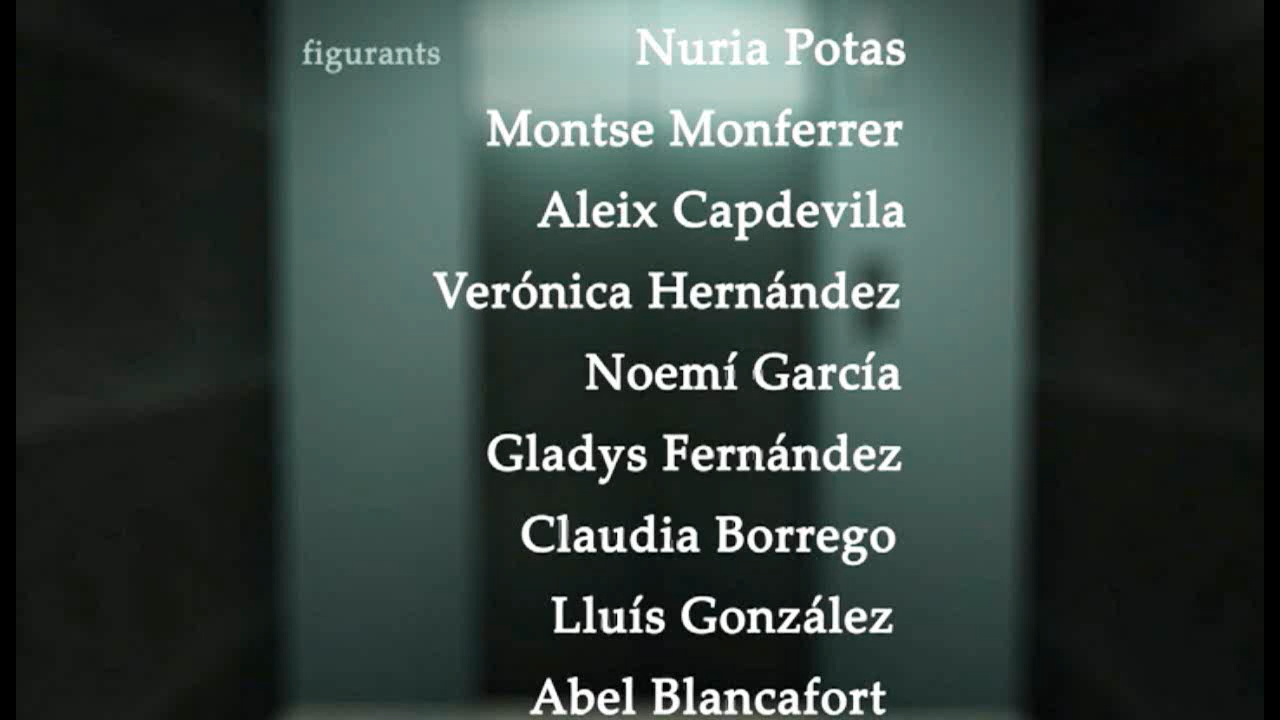 figurants Nuria Potas
Montse Monferrer
Aleix Capdevila
Verónica Hernández
Noemí García
Gladys Fernández
Claudia Borrego
Lluís González
Abel Blancafort